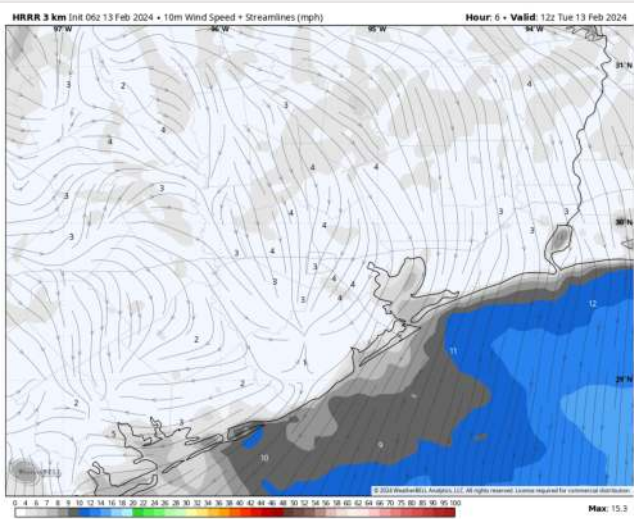 HRRR 3 km Init 06z 13 Feb 2024 • 10m Wind Speed + Streamlines (mph) Hour: 6 • Valid: 12z Tue 13 Feb 2024
97°W 96°W 95°W 94°W
31°N
3 2 3 4
4 4
4 4
3 3
4 3 3
4 30°N
3 3
3 4
3 3 4 4
3 4
12
2 11
1
2 29°N
2
3
9
10
WeatherBELL
© 2024 WeatherBELL Analytics, LLC. All rights reserved. License required for commercial distribution.
0 4 6 7 8 9 10 12 14 16 18 20 22 24 26 28 30 32 34 36 38 40 42 44 46 48 50 52 54 56 58 60 62 64 66 68 70 75 80 85 90 95 100
Max: 15.3